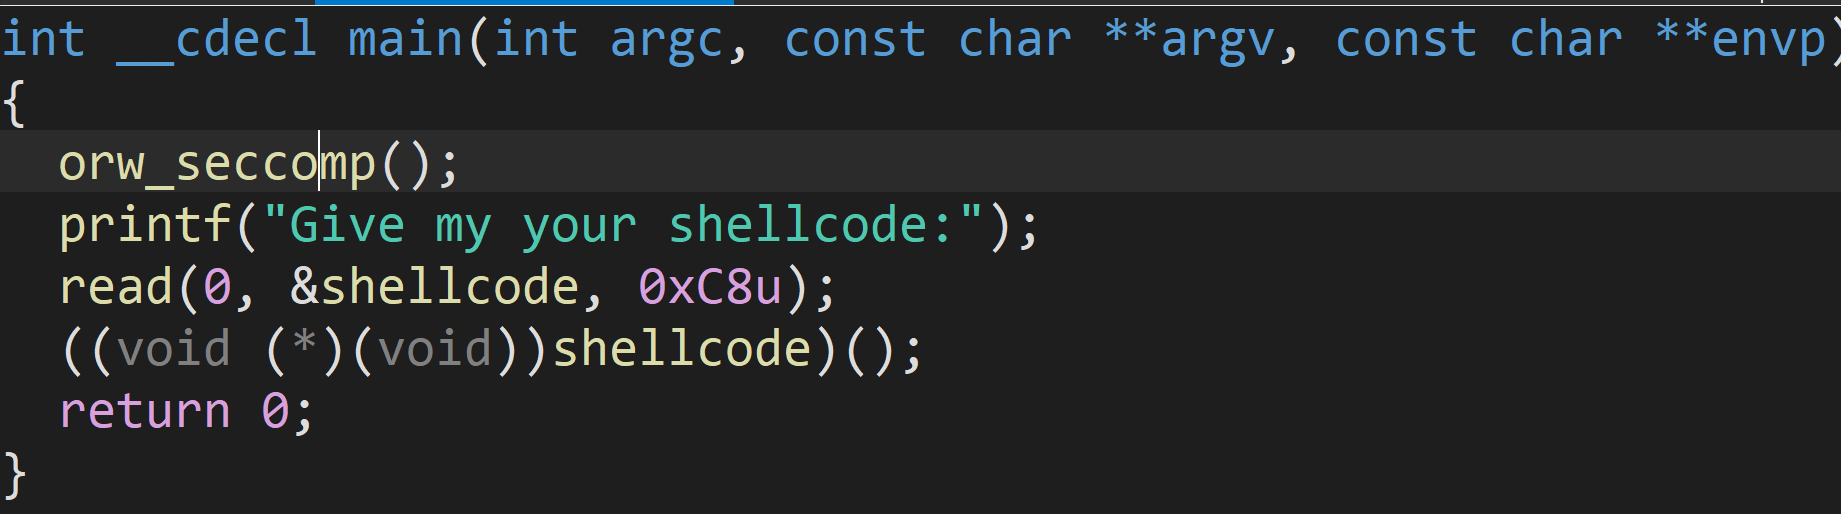 int __cdecl main(int argc, const char **argv, const char **envp)
{
  orw_seccomp();
  printf("Give my your shellcode:");
  read(0, &shellcode, 0xC8u);
  ((void (*)(void))shellcode)();
  return 0;
}